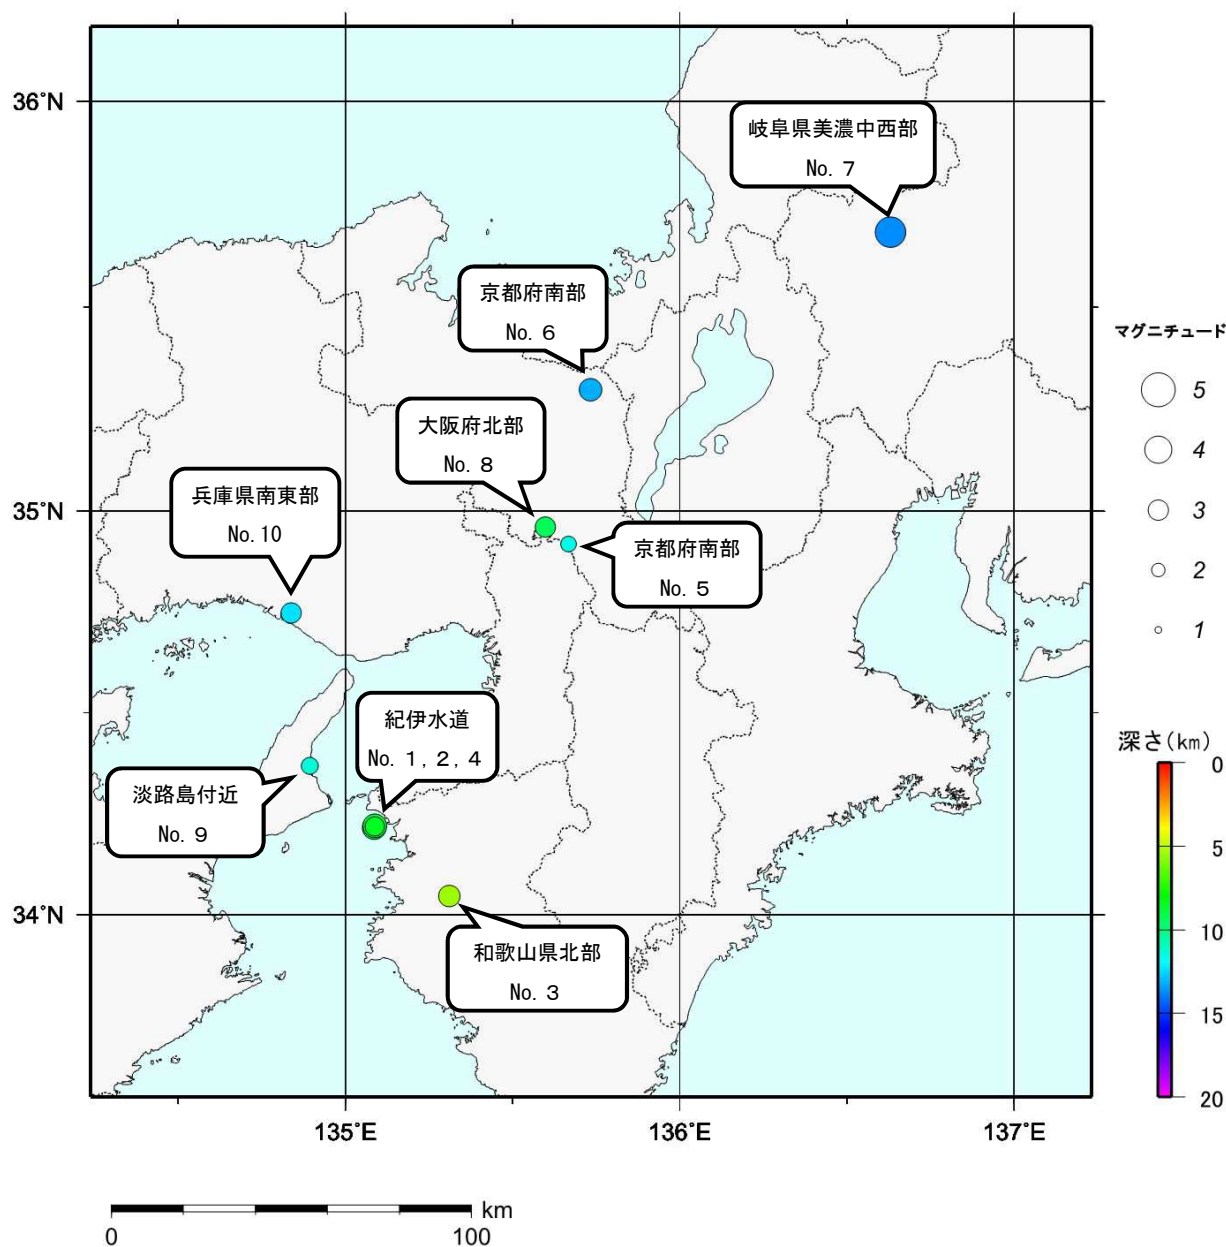 36°N
岐阜県美濃中西部
No. 7
京都府南部
No. 6
マグニチュード
5
4
3
2
1
大阪府北部
No. 8
兵庫県南東部
No. 10
35°N
京都府南部
No. 5
紀伊水道
No. 1, 2, 4
淡路島付近
No. 9
深さ(km)
0
5
10
15
20
34°N
和歌山県北部
No. 3
135°E
136°E
137°E
km
0
100